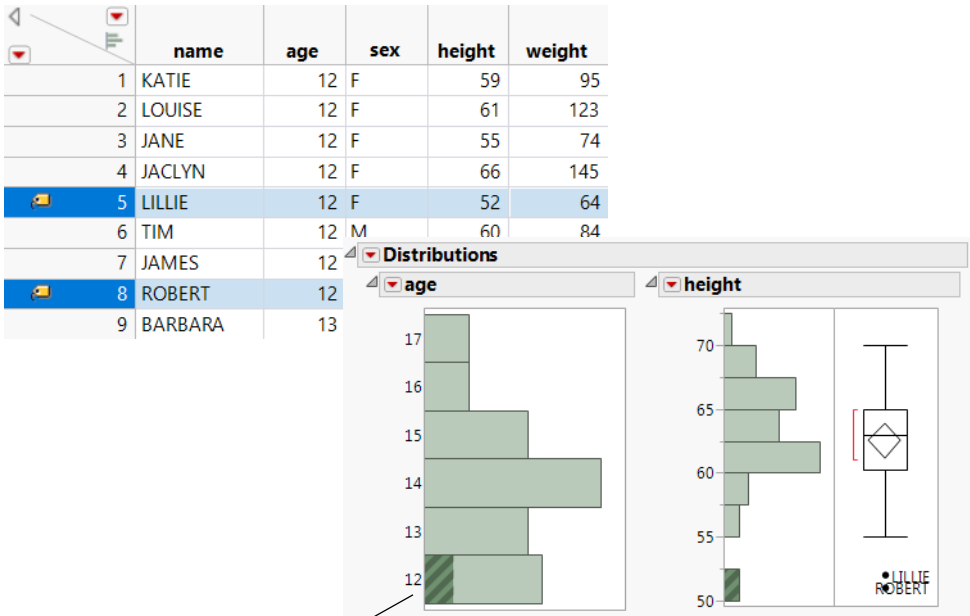 name age sex height weight
1 KATIE 12 F 59 95
2 LOUISE 12 F 61 123
3 JANE 12 F 55 74
4 JACLYN 12 F 66 145
5 LILLIE 12 F 52 64
6 TIM 12 M 60 84
7 JAMES 12
8 ROBERT 12
9 BARBARA 13
Distributions
age
17
16
15
14
13
12
height
70
65
60
55
50
LILLIE
ROBERT